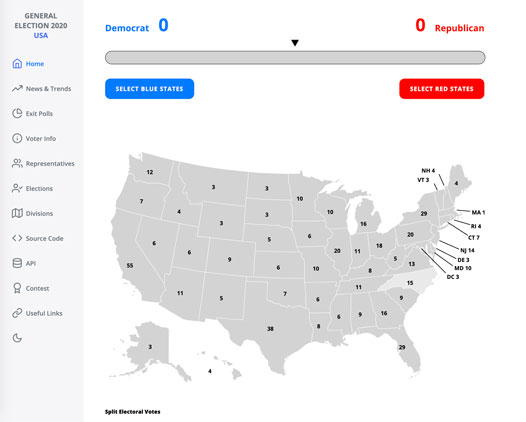 GENERAL
ELECTION 2020
USA
Home
News & Trends
Exit Polls
Voter Info
Representatives
Elections
Divisions
Source Code
API
Contest
Useful Links
Democrat 0
0 Republican
SELECT BLUE STATES
SELECT RED STATES
NH 4
VT 3
12
3
3
10
4
7
4
3
3
10
16
29
MA 1
RI 4
CT 7
6
6
9
5
6
20
11
18
20
NJ 14
DE 3
MD 10
DC 3
55
6
10
8
5
13
15
11
5
7
6
11
9
38
8
6
9
16
29
3
4
Split Electoral Votes